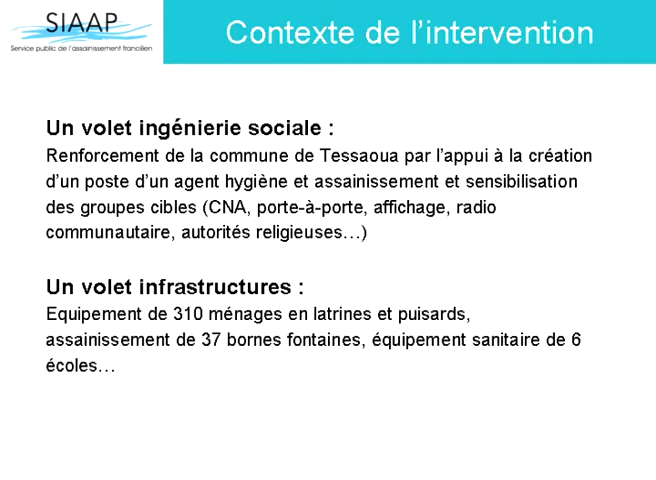 SIAAP
Service public de l'assainissement francilien
Contexte de l'intervention
Un volet ingénierie sociale :
Renforcement de la commune de Tessaoua par l'appui à la création
d'un poste d'un agent hygiène et assainissement et sensibilisation
des groupes cibles (CNA, porte-à-porte, affichage, radio
communautaire, autorités religieuses…)
Un volet infrastructures :
Equipement de 310 ménages en latrines et puisards,
assainissement de 37 bornes fontaines, équipement sanitaire de 6
écoles…